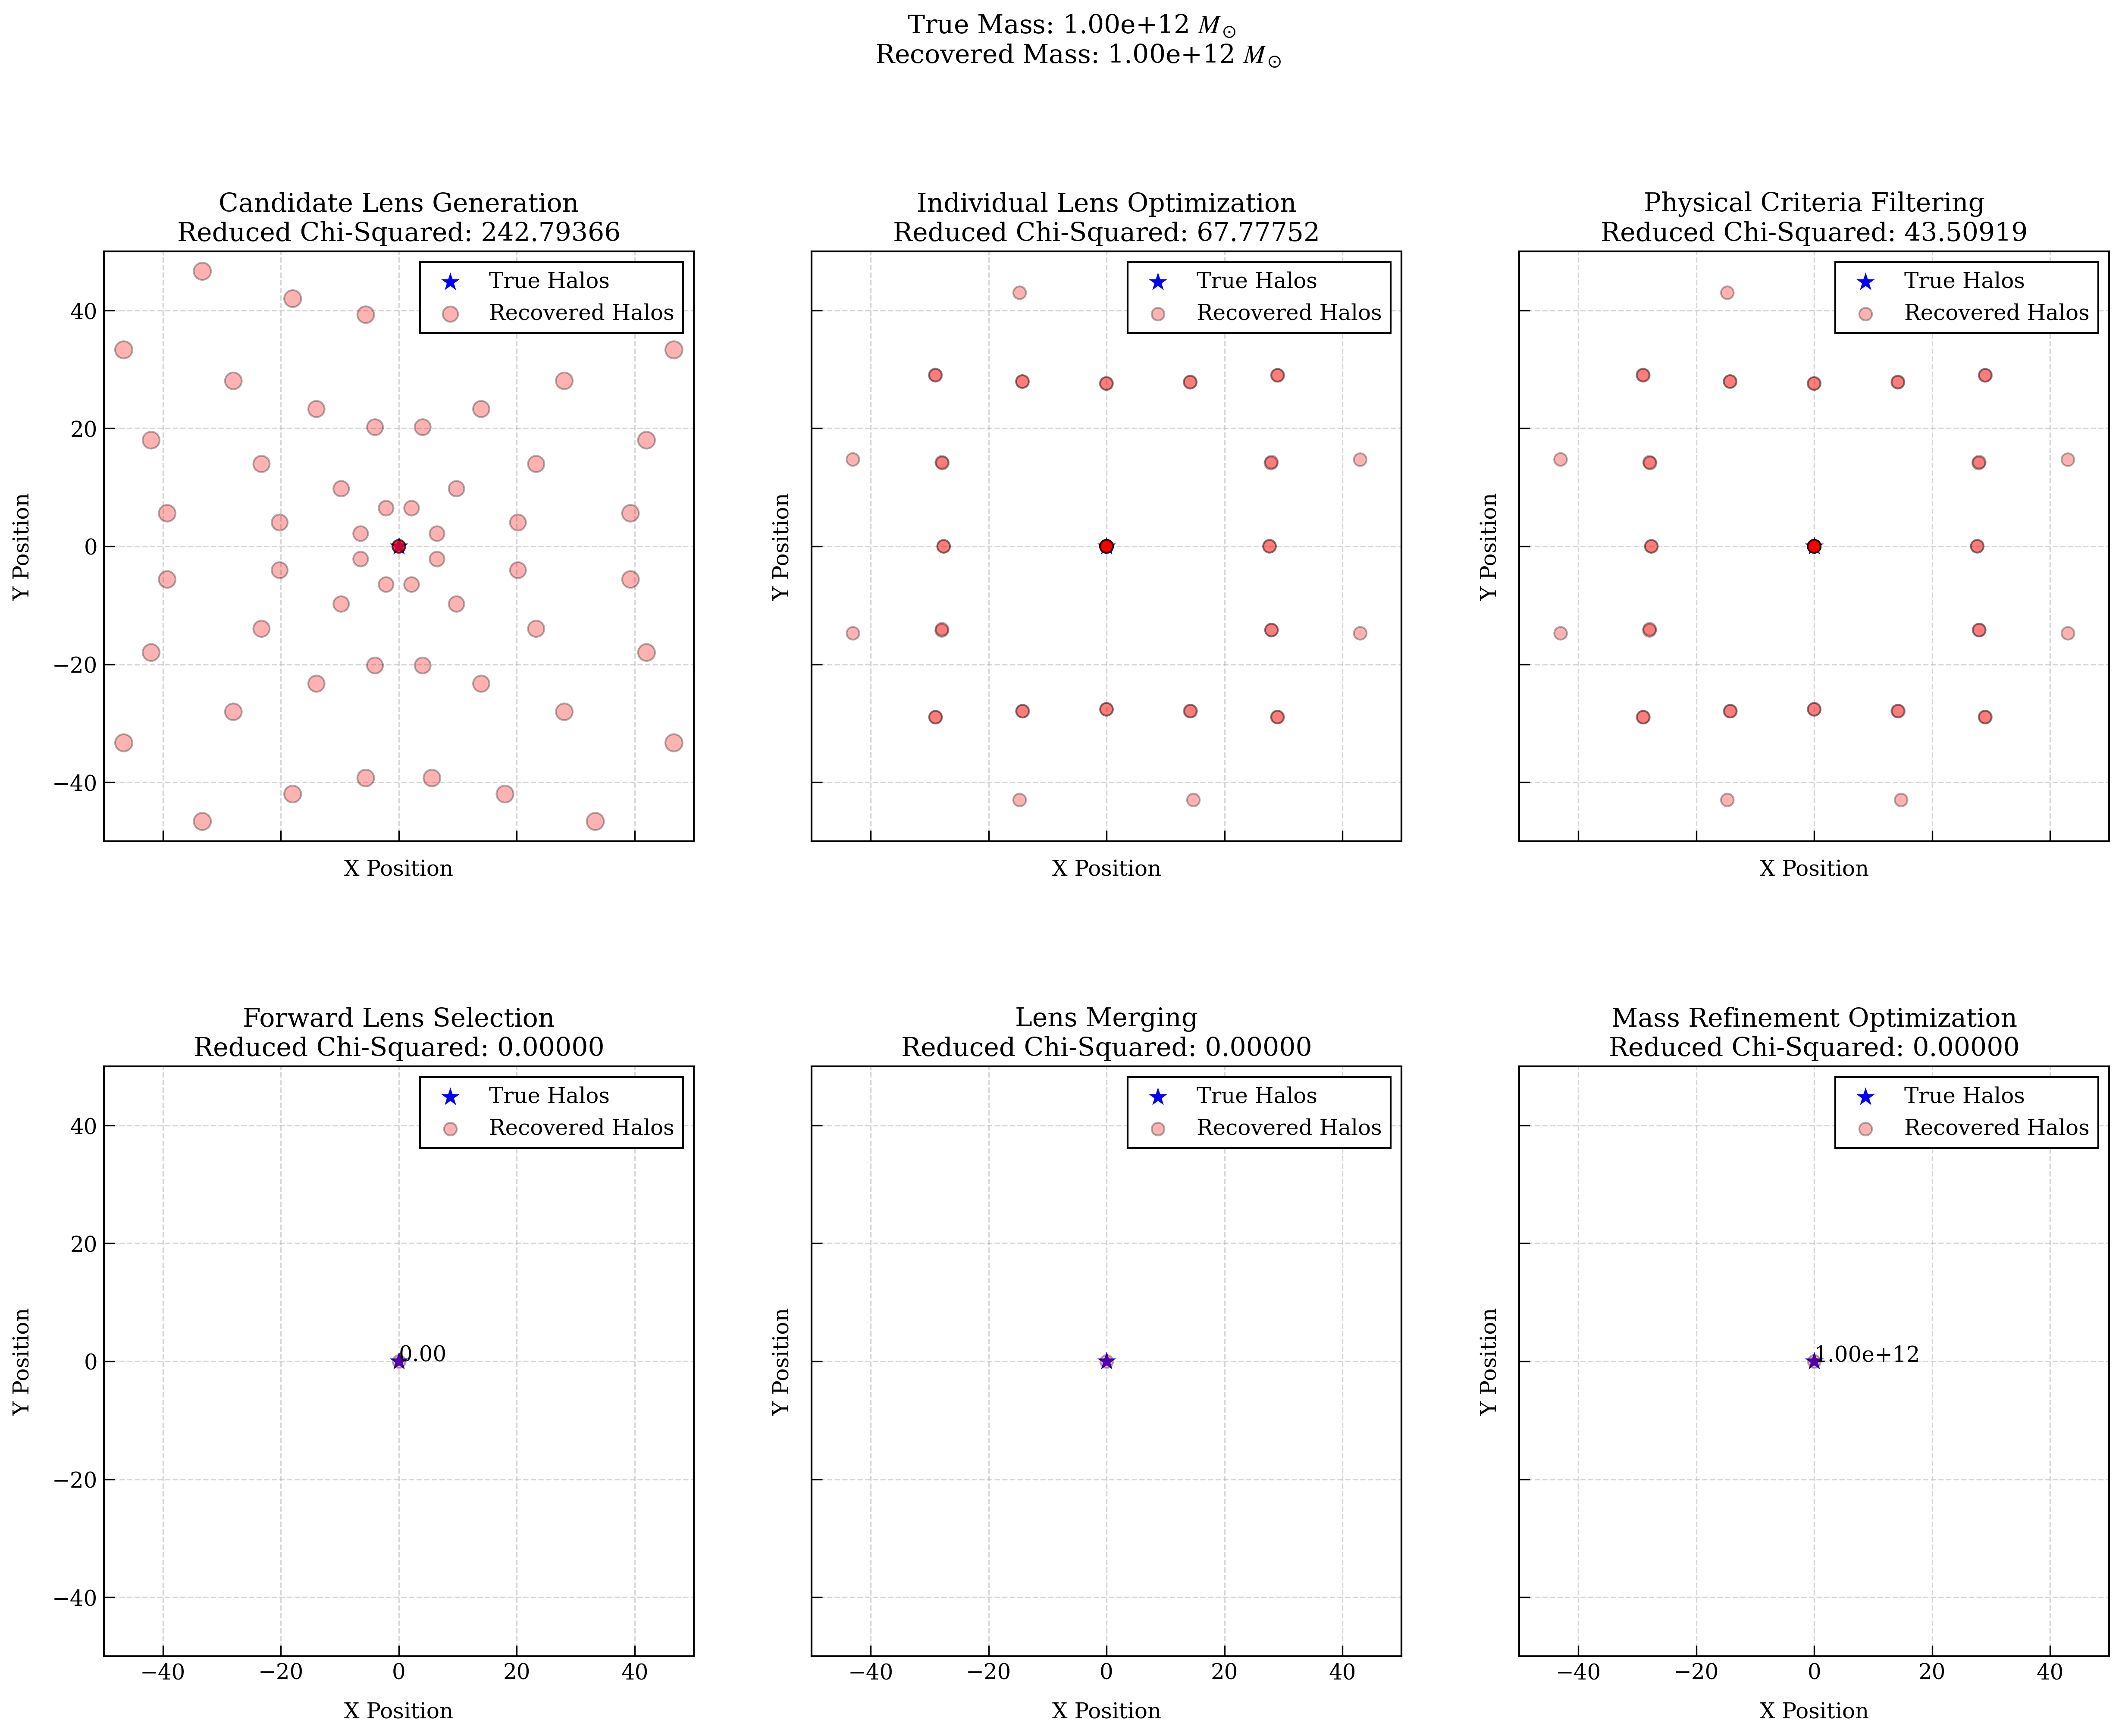 True Mass: 1.00e+12 M⊙
Recovered Mass: 1.00e+12 M⊙
Candidate Lens Generation
Reduced Chi-Squared: 242.79366
True Halos
Recovered Halos
40
20
0
−20
−40
Y Position
X Position
Individual Lens Optimization
Reduced Chi-Squared: 67.77752
True Halos
Recovered Halos
Y Position
X Position
Physical Criteria Filtering
Reduced Chi-Squared: 43.50919
True Halos
Recovered Halos
Y Position
X Position
Forward Lens Selection
Reduced Chi-Squared: 0.00000
True Halos
Recovered Halos
0.00
40
20
0
−20
−40
Y Position
−40 −20 0 20 40
X Position
Lens Merging
Reduced Chi-Squared: 0.00000
True Halos
Recovered Halos
Y Position
−40 −20 0 20 40
X Position
Mass Refinement Optimization
Reduced Chi-Squared: 0.00000
True Halos
Recovered Halos
1.00e+12
Y Position
−40 −20 0 20 40
X Position